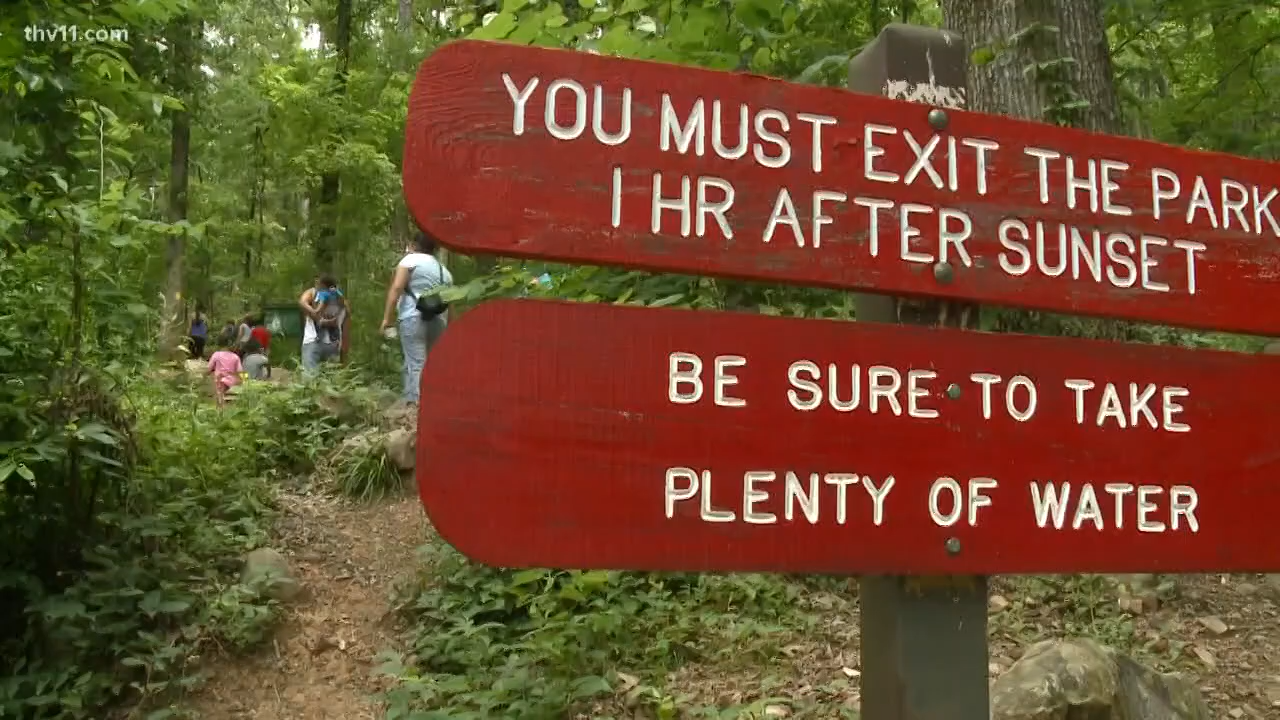 thv11.com
YOU MUST EXIT THE PARK
1 HR AFTER SUNSET
BE SURE TO TAKE
PLENTY OF WATER